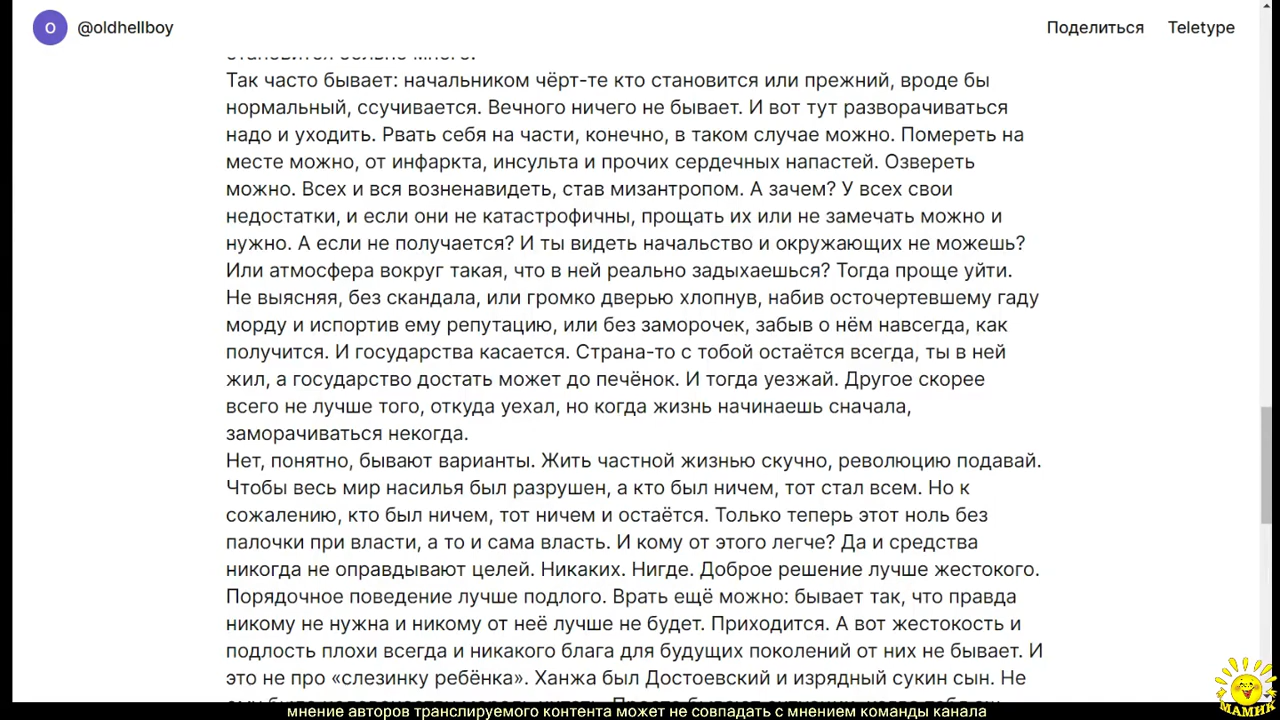 O @oldhellboy
Поделиться Teletype
становится больно много.
Так часто бывает: начальником чёрт-те кто становится или прежний, вроде бы
нормальный, ссучивается. Вечного ничего не бывает. И вот тут разворачиваться
надо и уходить. Рвать себя на части, конечно, в таком случае можно. Помереть на
месте можно, от инфаркта, инсульта и прочих сердечных напастей. Озвереть
можно. Всех и вся возненавидеть, став мизантропом. А зачем? У всех свои
недостатки, и если они не катастрофичны, прощать их или не замечать можно и
нужно. А если не получается? И ты видеть начальство и окружающих не можешь?
Или атмосфера вокруг такая, что в ней реально задыхаешься? Тогда проще уйти.
Не выясняя, без скандала, или громко дверью хлопнув, набив осточертевшему гаду
морду и испортив ему репутацию, или без заморочек, забыв о нём навсегда, как
получится. И государства касается. Страна-то с тобой остаётся всегда, ты в ней
жил, а государство достать может до печёнок. И тогда уезжай. Другое скорее
всего не лучше того, откуда уехал, но когда жизнь начинаешь сначала,
заморачиваться некогда.
Нет, понятно, бывают варианты. Жить частной жизнью скучно, революцию подавай.
Чтобы весь мир насилья был разрушен, а кто был ничем, тот стал всем. Но к
сожалению, кто был ничем, тот ничем и остаётся. Только теперь этот ноль без
палочки при власти, а то и сама власть. И кому от этого легче? Да и средства
никогда не оправдывают целей. Никаких. Нигде. Доброе решение лучше жестокого.
Порядочное поведение лучше подлого. Врать ещё можно: бывает так, что правда
никому не нужна и никому от неё лучше не будет. Приходится. А вот жестокость и
подлость плохи всегда и никакого блага для будущих поколений от них не бывает. И
это не про «слезинку ребёнка». Ханжа был Достоевский и изрядный сукин сын. Не
МАМИК
мнение авторов транслируемого контента может не совпадать с мнением команды канала